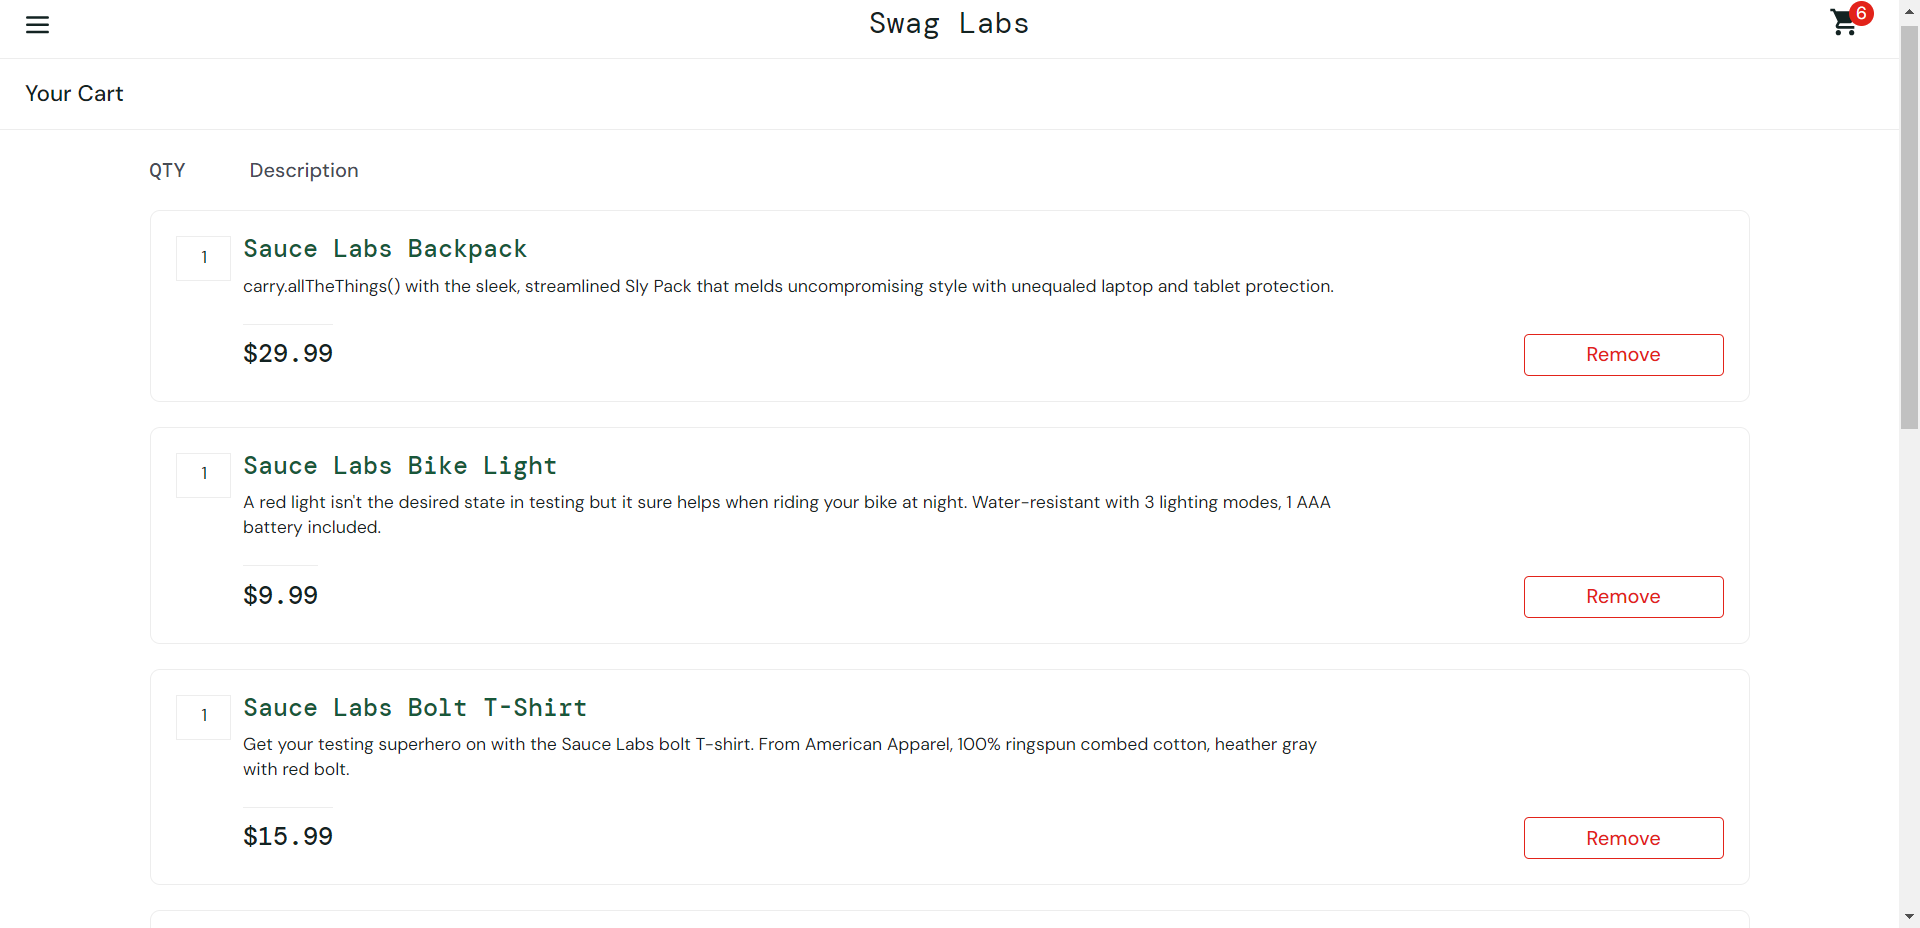 Swag Labs
6
Your Cart
QTY Description
1
Sauce Labs Backpack
carry.allTheThings() with the sleek, streamlined Sly Pack that melds uncompromising style with unequaled laptop and tablet protection.
$29.99
Remove
1
Sauce Labs Bike Light
A red light isn't the desired state in testing but it sure helps when riding your bike at night. Water-resistant with 3 lighting modes, 1 AAA
battery included.
$9.99
Remove
1
Sauce Labs Bolt T-Shirt
Get your testing superhero on with the Sauce Labs bolt T-shirt. From American Apparel, 100% ringspun combed cotton, heather gray
with red bolt.
$15.99
Remove